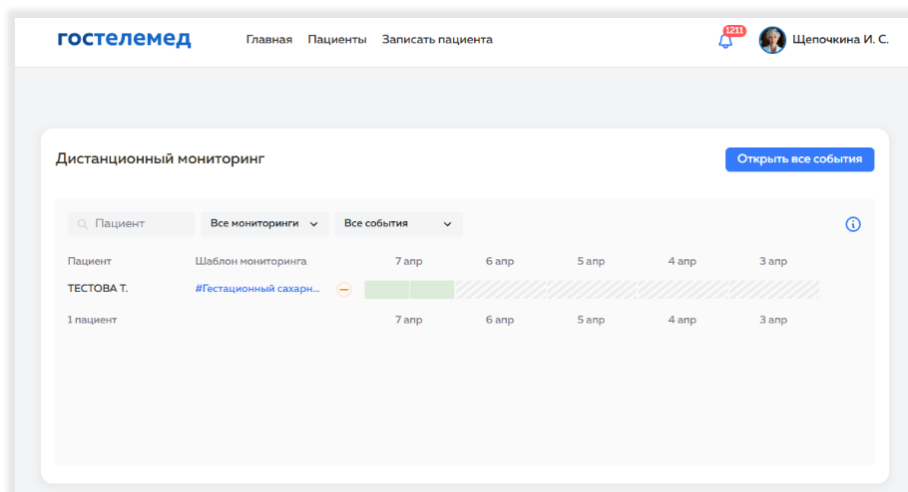 гостелемед Главная Пациенты Записать пациента 1211 Щепочкина И. С.
Дистанционный мониторинг Открыть все события
Пациент Все мониторинги Все события
Пациент Шаблон мониторинга 7 апр 6 апр 5 апр 4 апр 3 апр
ТЕСТОВА Т. #Гестационный сахарн...
1 пациент 7 апр 6 апр 5 апр 4 апр 3 апр